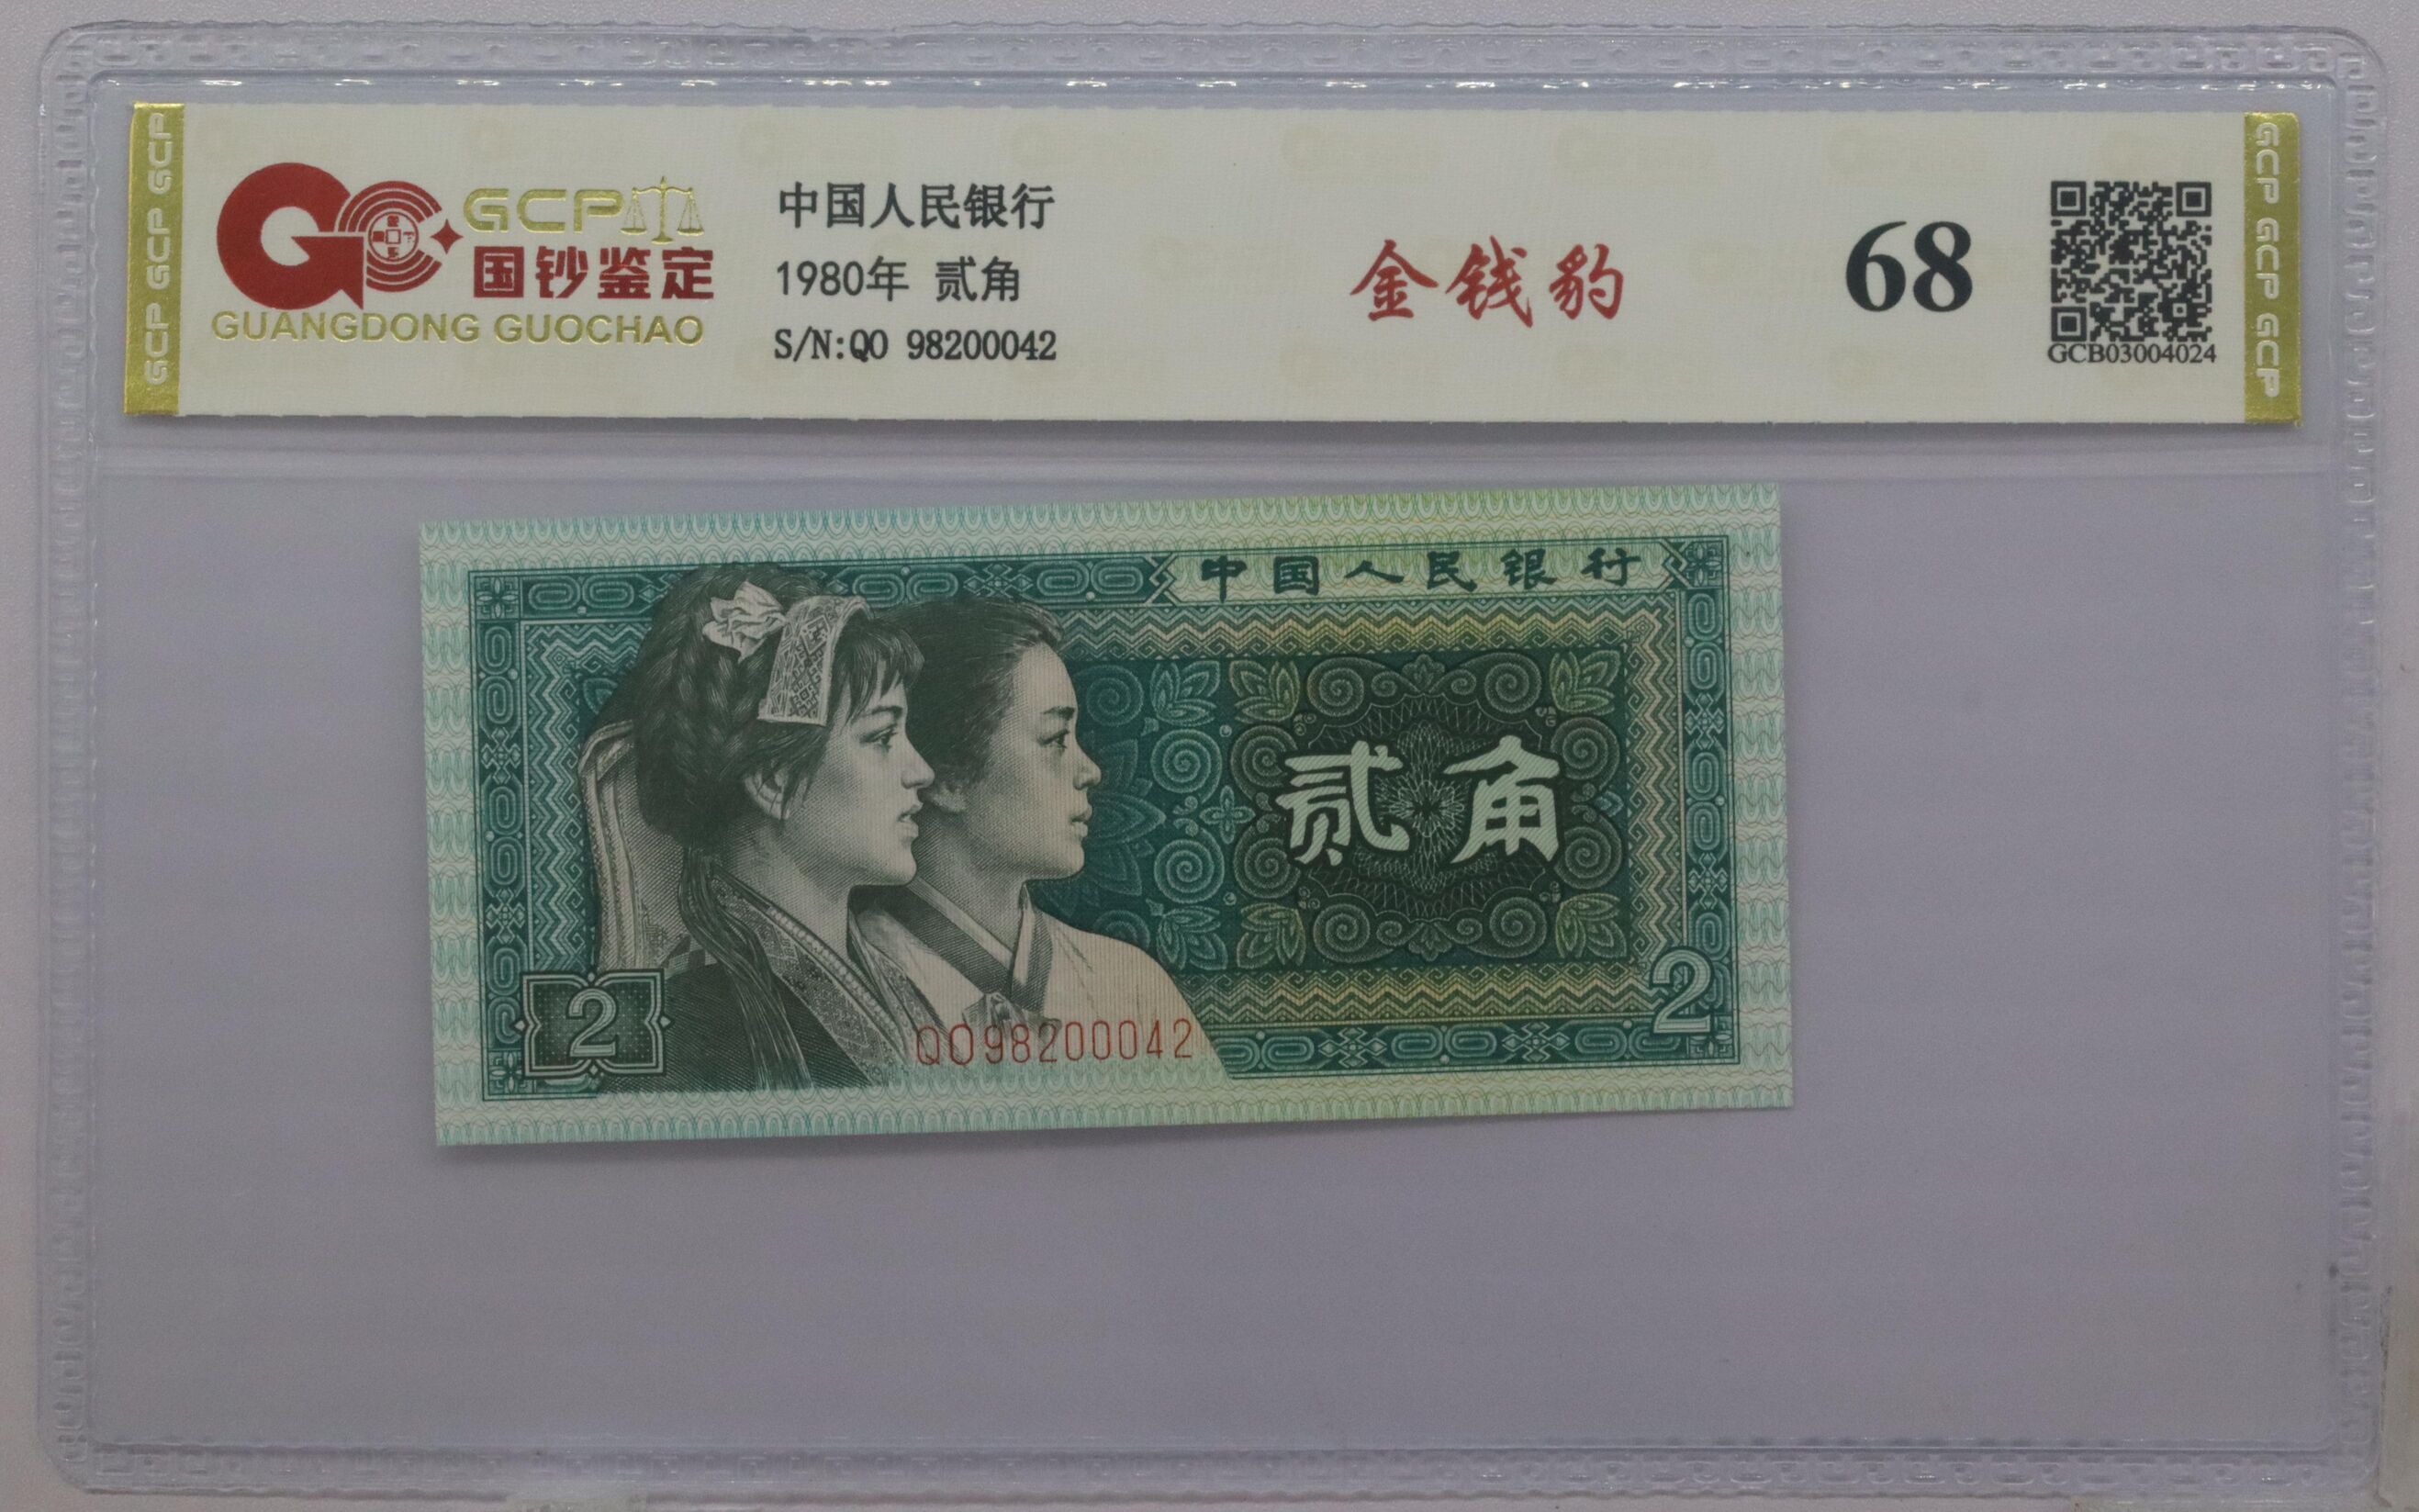 GCP GCP GCP
GCP
国钞鉴定
GUANGDONG GUOCHAO
中国人民银行
1980年 贰角
S/N:QO 98200042
金钱豹
68
GCB03004024
GCP GCP GCP GCP
中国人民银行
贰角
2
2
QO98200042